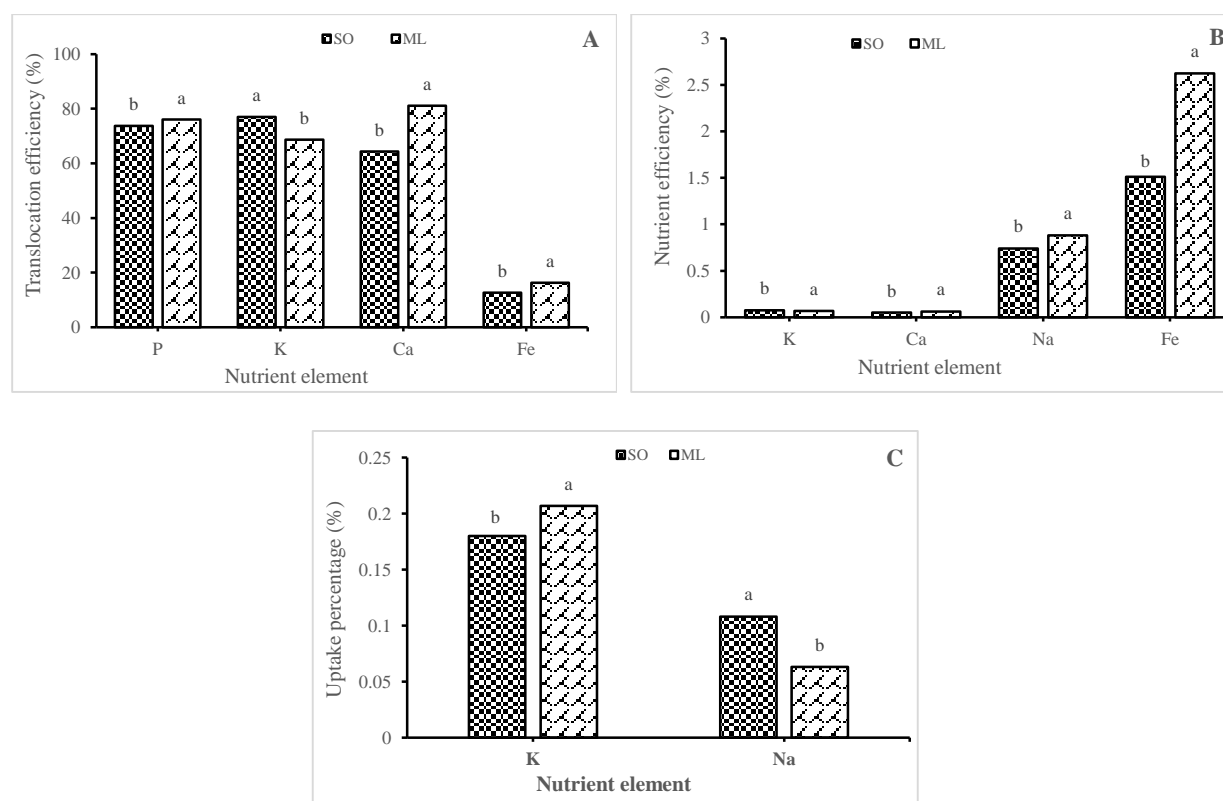 SO ML
A
Translocation efficiency (%)
100
80
60
40
20
0
b a a b b a b a
P K Ca Fe
Nutrient element
SO ML
B
Nutrient efficiency (%)
3
2.5
2
1.5
1
0.5
0
b a b a b a b a
K Ca Na Fe
Nutrient element
SO ML
C
Uptake percentage (%)
0.25
0.2
0.15
0.1
0.05
0
b a a b
K Na
Nutrient element